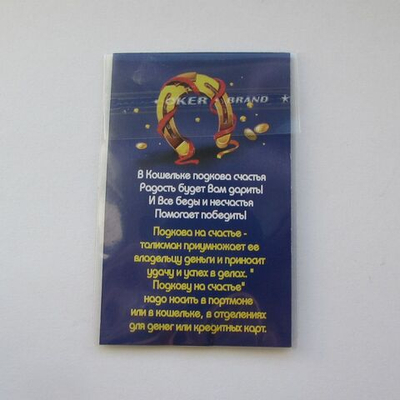 OKER BRAND ★
В Кошельке подкова счастья
Радость будет Вам дарить!
И Все беды и несчастья
Помогает победить!
Подкова на счастье -
талисман приумножает ее
владельцу деньги и приносит
удачу и успех в делах. "
Подкову на счастье"
надо носить в портмоне
или в кошельке, в отделениях
для денег или кредитных карт.